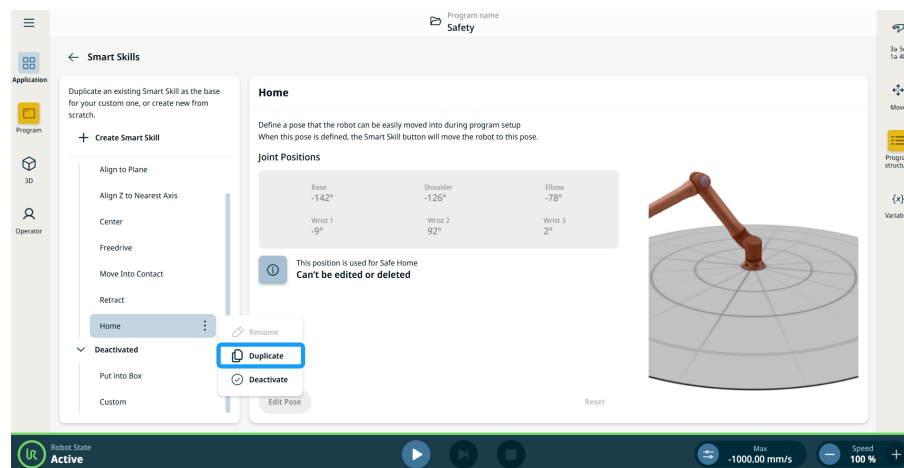 Program name
Safety
Application
Program
3D
Operator
Smart Skills
Duplicate an existing Smart Skill as the base
for your custom one, or create new from
scratch.
Create Smart Skill
Align to Plane
Align Z to Nearest Axis
Center
Freedrive
Move Into Contact
Retract
Home
Deactivated
Put into Box
Custom
Rename
Duplicate
Deactivate
Home
Define a pose that the robot can be easily moved into during program setup
When this pose is defined, the Smart Skill button will move the robot to this pose.
Joint Positions
Base Shoulder Elbow
-142° -126° -78°
Wrist 1 Wrist 2 Wrist 3
-9° 92° 2°
This position is used for Safe Home
Can't be edited or deleted
Edit Pose Reset
3a
1a
Move
{x}
UR
Robot State
Active
Max
-1000.00 mm/s
Speed
100 %